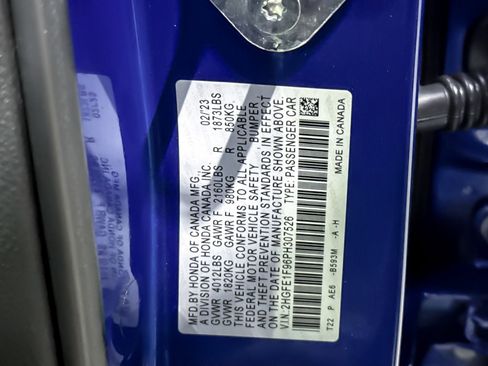 MFD.BY HONDA OF CANADA MFG. 02/'23
A DIVISION OF HONDA CANADA INC.
GVWR 4012LBS GAWR F 2160LBS R 1873LBS
GVWR 1820KG GAWR F 980KG R 850KG
THIS VEHICLE CONFORMS TO ALL APPLICABLE
FEDERAL MOTOR VEHICLE SAFETY, BUMPER,
AND THEFT PREVENTION STANDARDS IN EFFECT
ON THE DATE OF MANUFACTURE SHOWN ABOVE.
V.I.N: 2HGFE1F96PH307526 TYPE: PASSENGER CAR
T22 P AE6 -B593M -A -H MADE IN CANADA